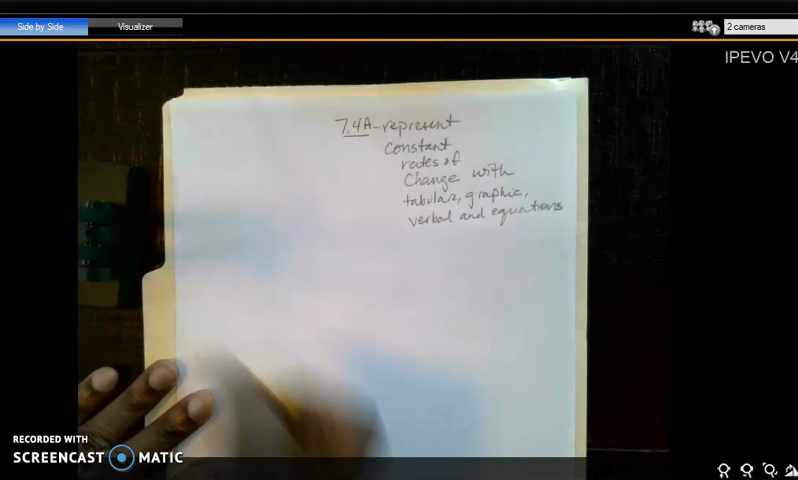 Side by Side
Visualizer
2 cameras
IPEVO V4
7.4A-represent
constant
rates of
Change with
tabular, graphic,
verbal and equations
RECORDED WITH
SCREENCAST MATIC